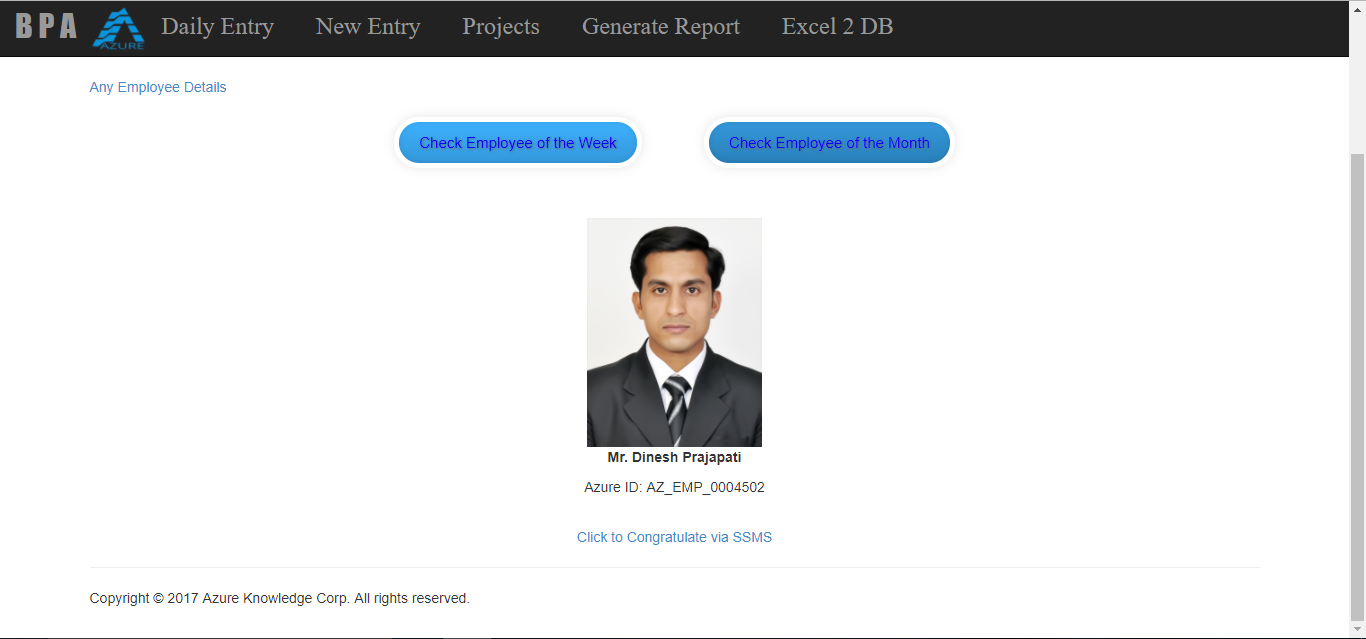 BPA AZURE Daily Entry New Entry Projects Generate Report Excel 2 DB
Any Employee Details
Check Employee of the Week Check Employee of the Month
Mr. Dinesh Prajapati
Azure ID: AZ_EMP_0004502
Click to Congratulate via SSMS
Copyright © 2017 Azure Knowledge Corp. All rights reserved.